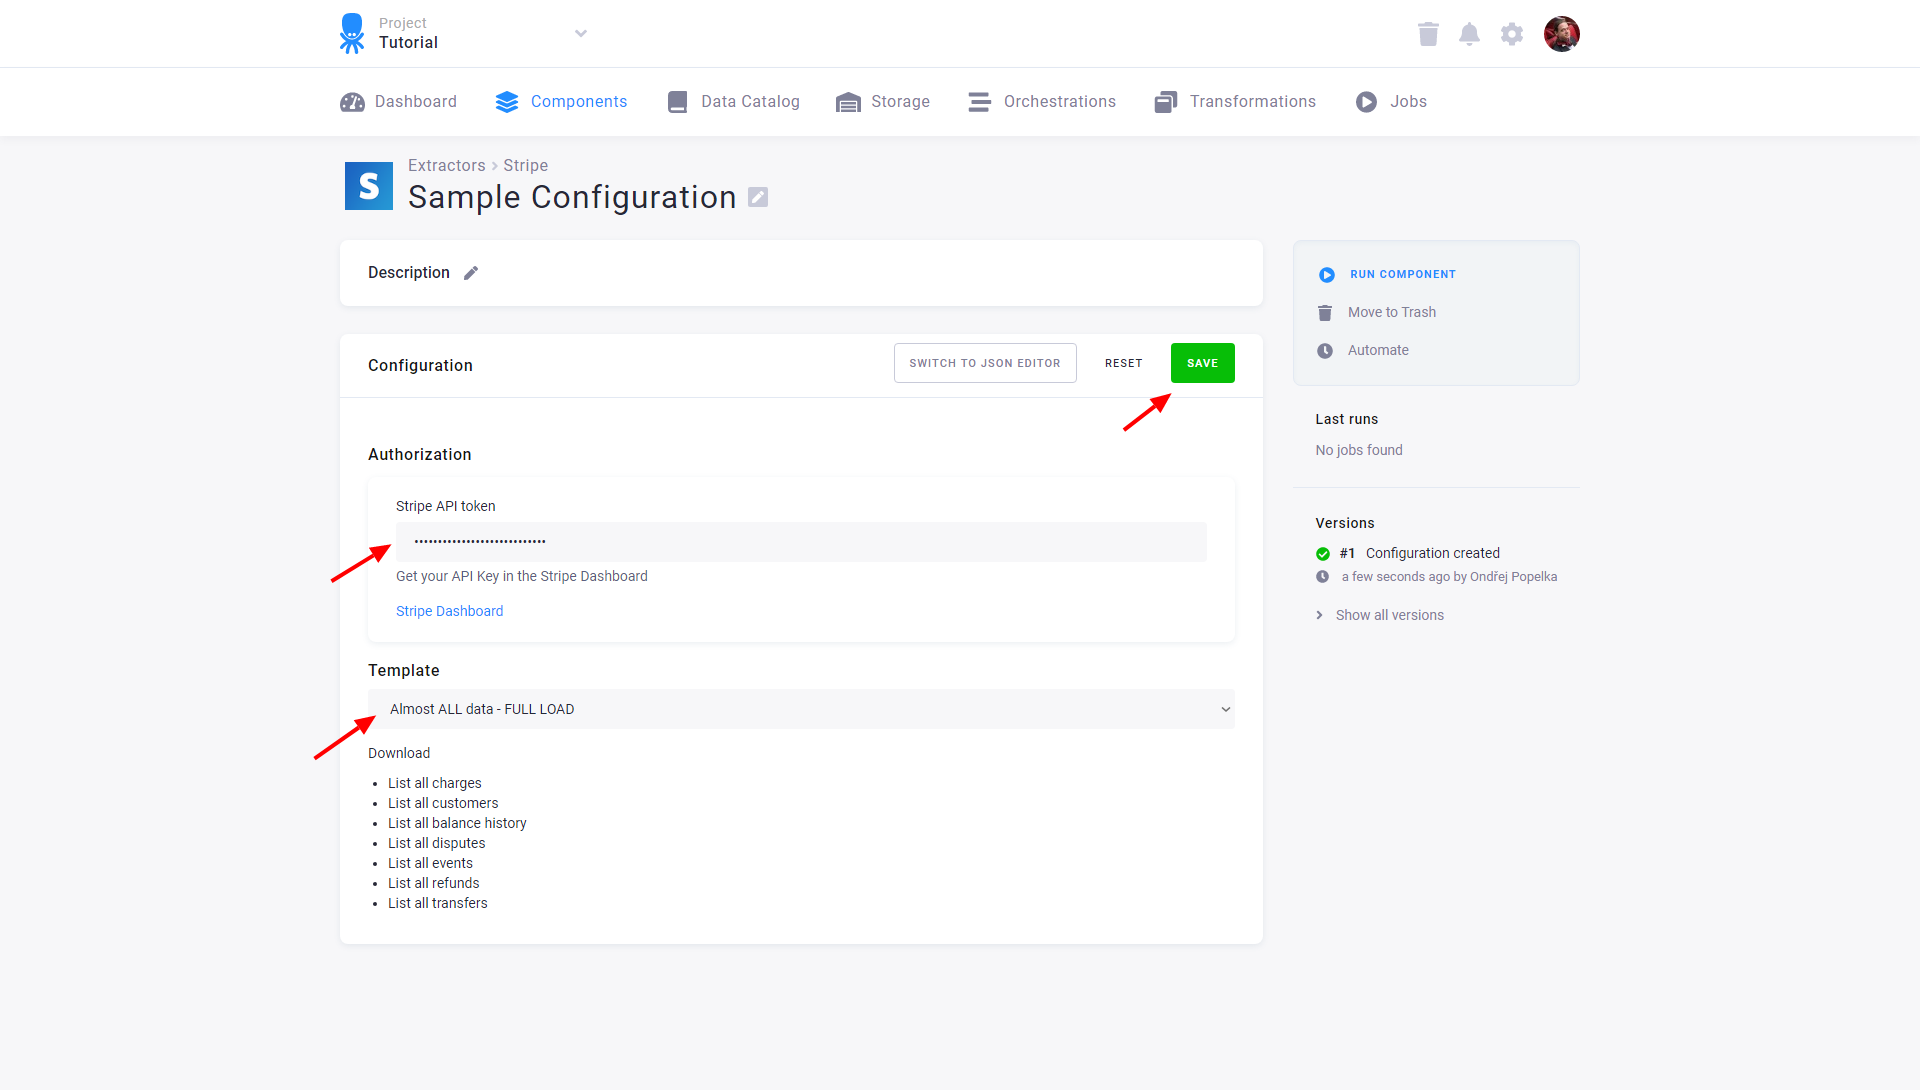 Project
Tutorial
Dashboard
Components
Data Catalog
Storage
Orchestrations
Transformations
Jobs
S
Extractors > Stripe
Sample Configuration
Description
Configuration
SWITCH TO JSON EDITOR
RESET
SAVE
Authorization
Stripe API token
••••••••••••••••••••••••••••
Get your API Key in the Stripe Dashboard
Stripe Dashboard
Template
Almost ALL data - FULL LOAD
Download
• List all charges
• List all customers
• List all balance history
• List all disputes
• List all events
• List all refunds
• List all transfers
RUN COMPONENT
Move to Trash
Automate
Last runs
No jobs found
Versions
#1 Configuration created
a few seconds ago by Ondřej Popelka
Show all versions